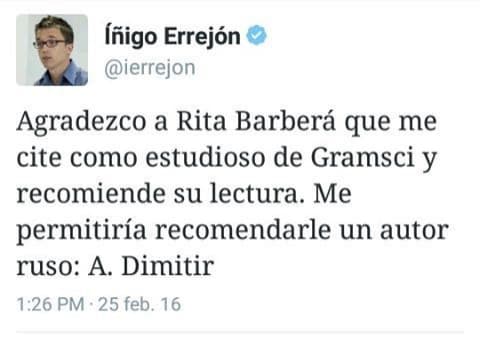 Íñigo Errejón
@ierrejon
Agradezco a Rita Barberá que me
cite como estudioso de Gramsci y
recomiende su lectura. Me
permitiría recomendarle un autor
ruso: A. Dimitir
1:26 PM · 25 feb. 16